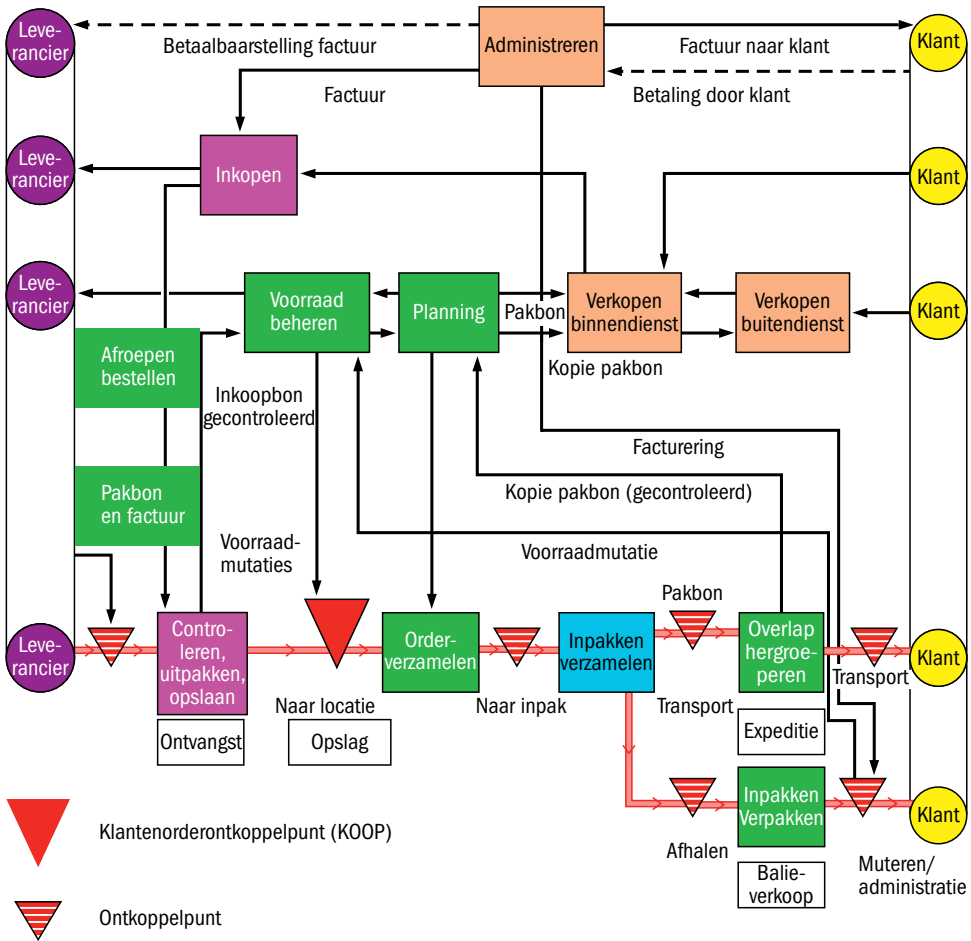 Leve-
rancier
Betaalbaarstelling factuur
Administreren
Factuur naar klant
Klant
Factuur
Betaling door klant
Leve-
rancier
Inkopen
Klant
Leve-
rancier
Voorraad
beheren
Planning
Pakbon
Verkopen
binnendienst
Verkopen
buitendienst
Klant
Afroepen
bestellen
Kopie pakbon
Inkoopbon
gecontroleerd
Facturering
Pakbon
en factuur
Kopie pakbon (gecontroleerd)
Voorraad-
mutaties
Voorraadmutatie
Pakbon
Leve-
rancier
Contro-
leren,
uitpakken,
opslaan
Order-
verzamelen
Inpakken
verzamelen
Overlap
hergroe-
peren
Klant
Transport
Naar locatie
Naar inpak
Transport
Ontvangst
Opslag
Expeditie
Inpakken
Verpakken
Klant
Klantenorderontkoppelpunt (KOOP)
Afhalen
Muteren/
administratie
Balie-
verkoop
Ontkoppelpunt